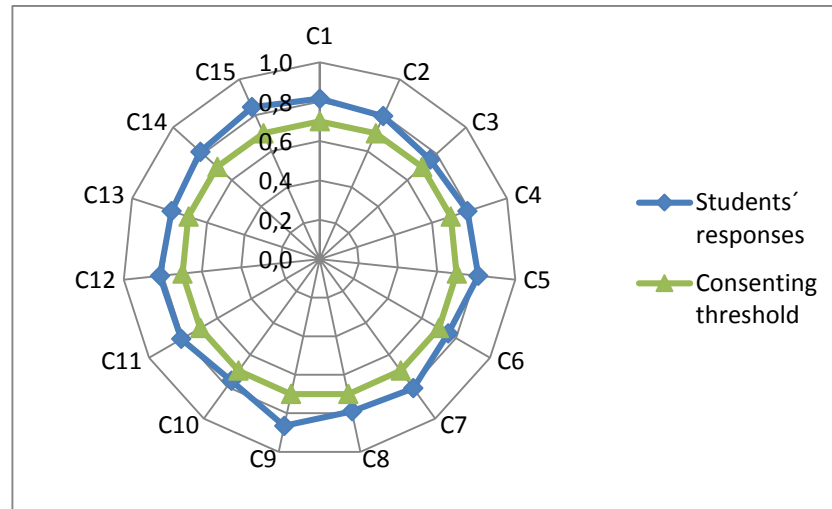 C1
C2
C3
C4
C5
C6
C7
C8
C9
C10
C11
C12
C13
C14
C15
1,0
0,8
0,6
0,4
0,2
0,0
Students´
responses
Consenting
threshold